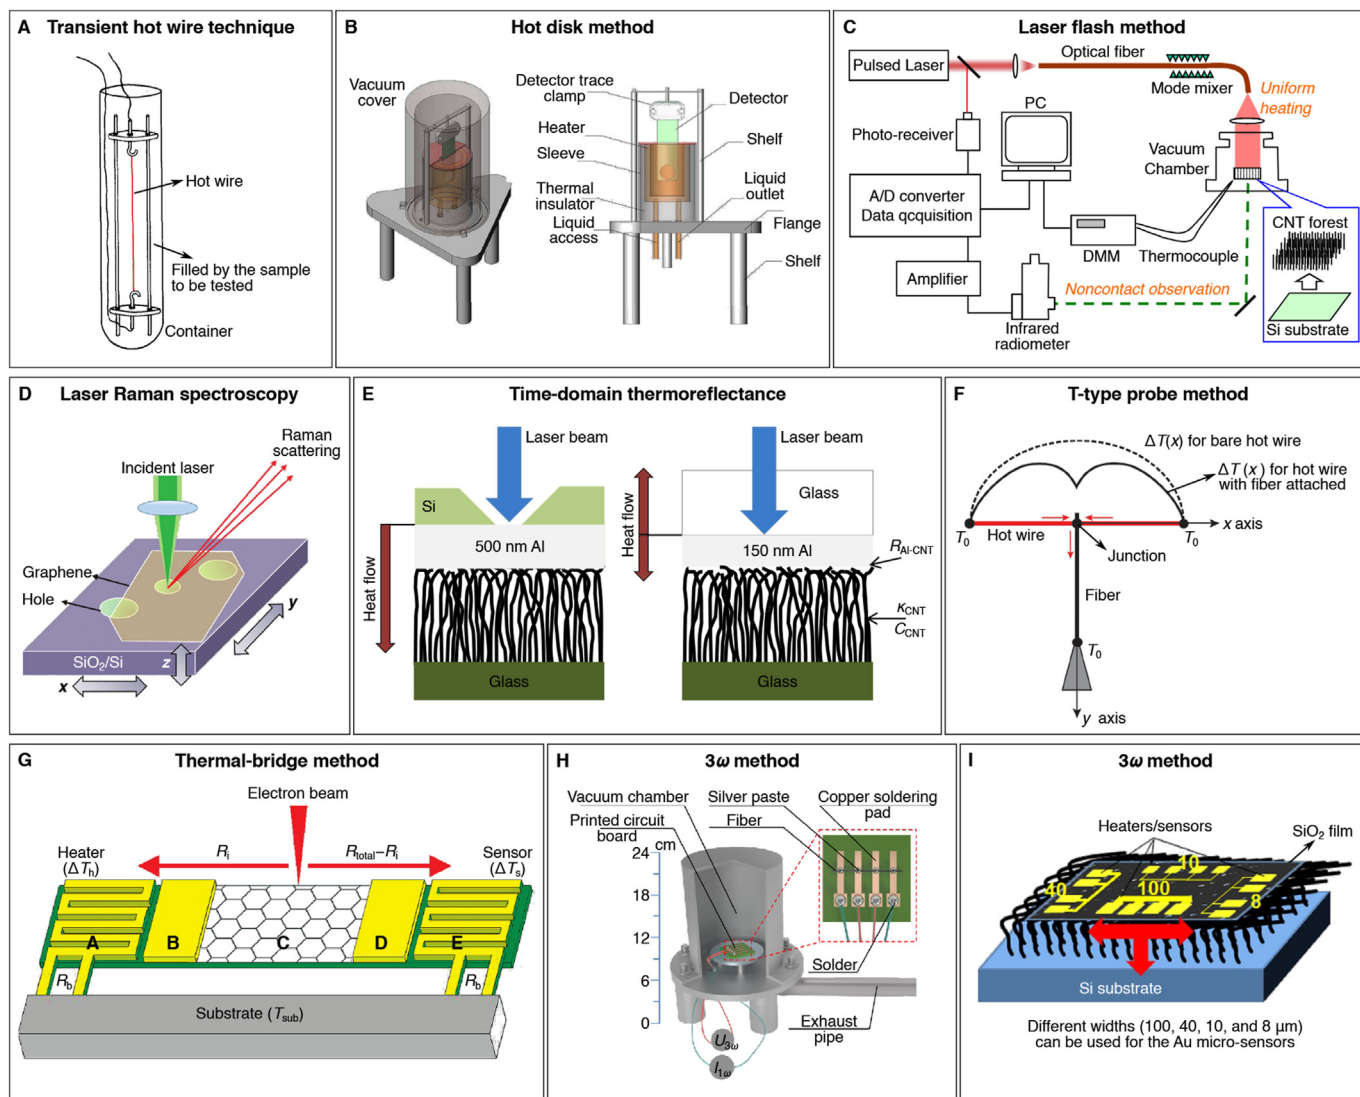 A Transient hot wire technique
Hot wire
Filled by the sample
to be tested
Container
B Hot disk method
Vacuum
cover
Detector trace
clamp
Detector
Heater
Shelf
Sleeve
Thermal
insulator
Liquid
outlet
Liquid
access
Flange
Shelf
C Laser flash method
Pulsed Laser
Optical fiber
Mode mixer
Uniform
heating
PC
Photo-receiver
Vacuum
Chamber
A/D converter
Data qcquisition
CNT forest
DMM
Thermocouple
Amplifier
Noncontact observation
Infrared
radiometer
Si substrate
D Laser Raman spectroscopy
Raman
scattering
Incident laser
Graphene
Hole
SiO2/Si
x
y
z
E Time-domain thermoreflectance
Laser beam
Laser beam
Si
Glass
Heat flow
500 nm Al
Heat flow
150 nm Al
RAl-CNT
κCNT
CCNT
Glass
Glass
F T-type probe method
ΔT(x) for bare hot wire
ΔT (x) for hot wire
with fiber attached
T0
Hot wire
T0
x axis
Junction
Fiber
T0
y axis
G Thermal-bridge method
Electron beam
Heater
(ΔTh)
Ri
Rtotal–Ri
Sensor
(ΔTs)
A B C D E
Rb
Rb
Substrate (Tsub)
H 3ω method
Vacuum chamber
Silver paste
Copper soldering
pad
Printed circuit
board
Fiber
cm
24
18
12
6
0
Solder
Exhaust
pipe
U3ω
I1ω
I 3ω method
Heaters/sensors
SiO2 film
40
10
100
8
Si substrate
Different widths (100, 40, 10, and 8 μm)
can be used for the Au micro-sensors